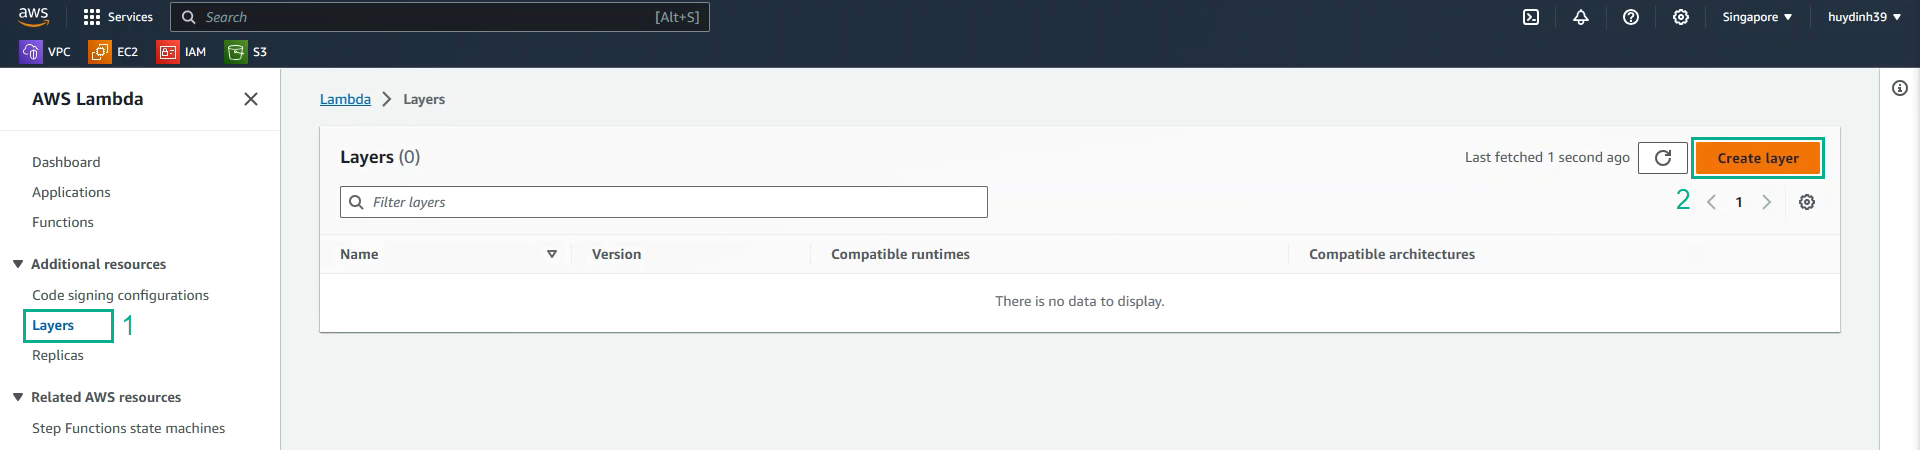 aws Services Search [Alt+S] Singapore ▼ huydinh39 ▼
VPC EC2 IAM S3
AWS Lambda
Dashboard
Applications
Functions
Additional resources
Code signing configurations
Layers 1
Replicas
Related AWS resources
Step Functions state machines
Lambda > Layers
Layers (0)
Last fetched 1 second ago Create layer
Filter layers
2 < 1 >
Name Version Compatible runtimes Compatible architectures
There is no data to display.